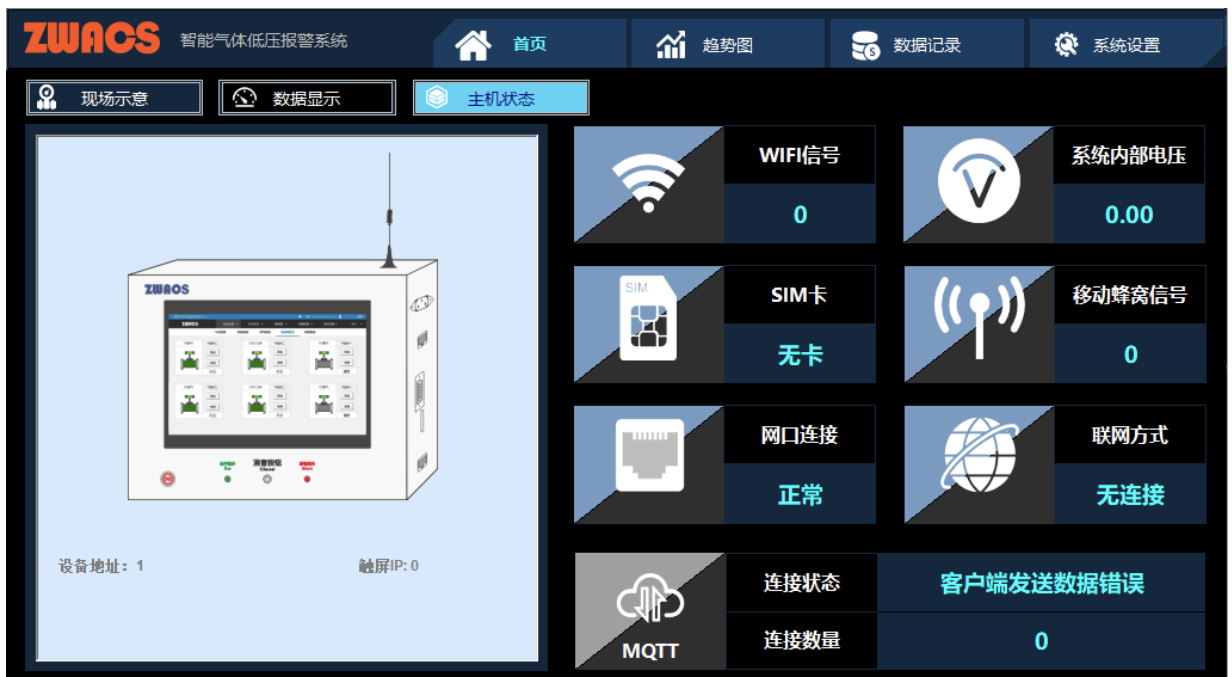 ZWACS 智能气体低压报警系统 首页 趋势图 数据记录 系统设置
现场示意 数据显示 主机状态
WIFI信号
0
系统内部电压
0.00
ZWACS
SIM
SIM卡
无卡
移动蜂窝信号
0
网口连接
正常
联网方式
无连接
消音按钮
设备地址：1 触屏IP: 0
MQTT
连接状态 客户端发送数据错误
连接数量 0